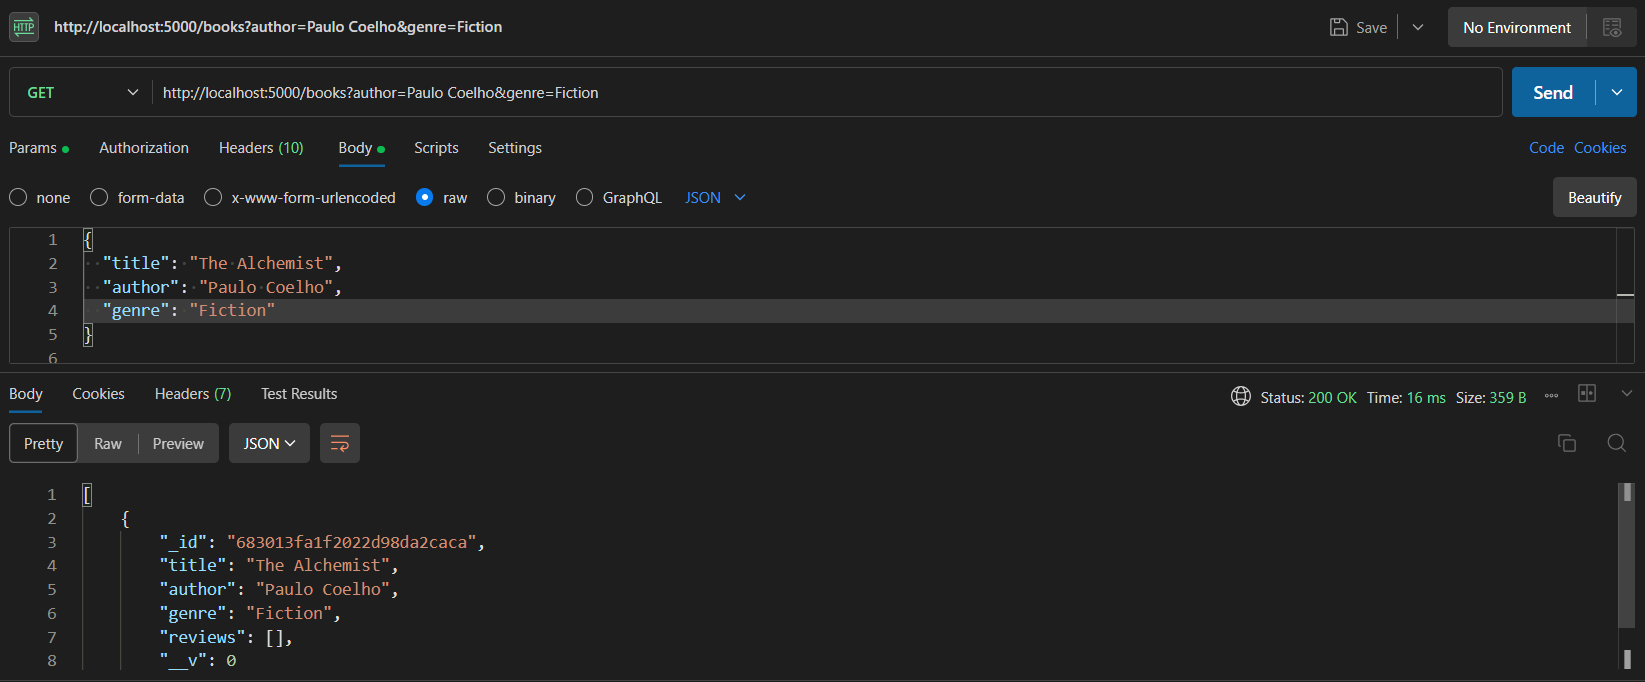 HTTP http://localhost:5000/books?author=Paulo Coelho&genre=Fiction Save No Environment
GET http://localhost:5000/books?author=Paulo Coelho&genre=Fiction Send
Params Authorization Headers (10) Body Scripts Settings Code Cookies
none form-data x-www-form-urlencoded raw binary GraphQL JSON Beautify
1 {
2 "title": "The Alchemist",
3 "author": "Paulo Coelho",
4 "genre": "Fiction"
5 }
6
Body Cookies Headers (7) Test Results Status: 200 OK Time: 16 ms Size: 359 B
Pretty Raw Preview JSON
1 [
2 {
3 "_id": "683013fa1f2022d98da2caca",
4 "title": "The Alchemist",
5 "author": "Paulo Coelho",
6 "genre": "Fiction",
7 "reviews": [],
8 "__v": 0